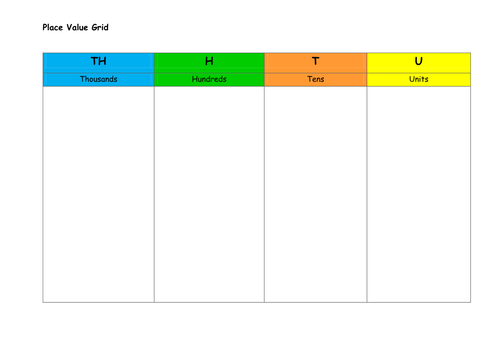 Place Value Grid
TH H T U
Thousands Hundreds Tens Units